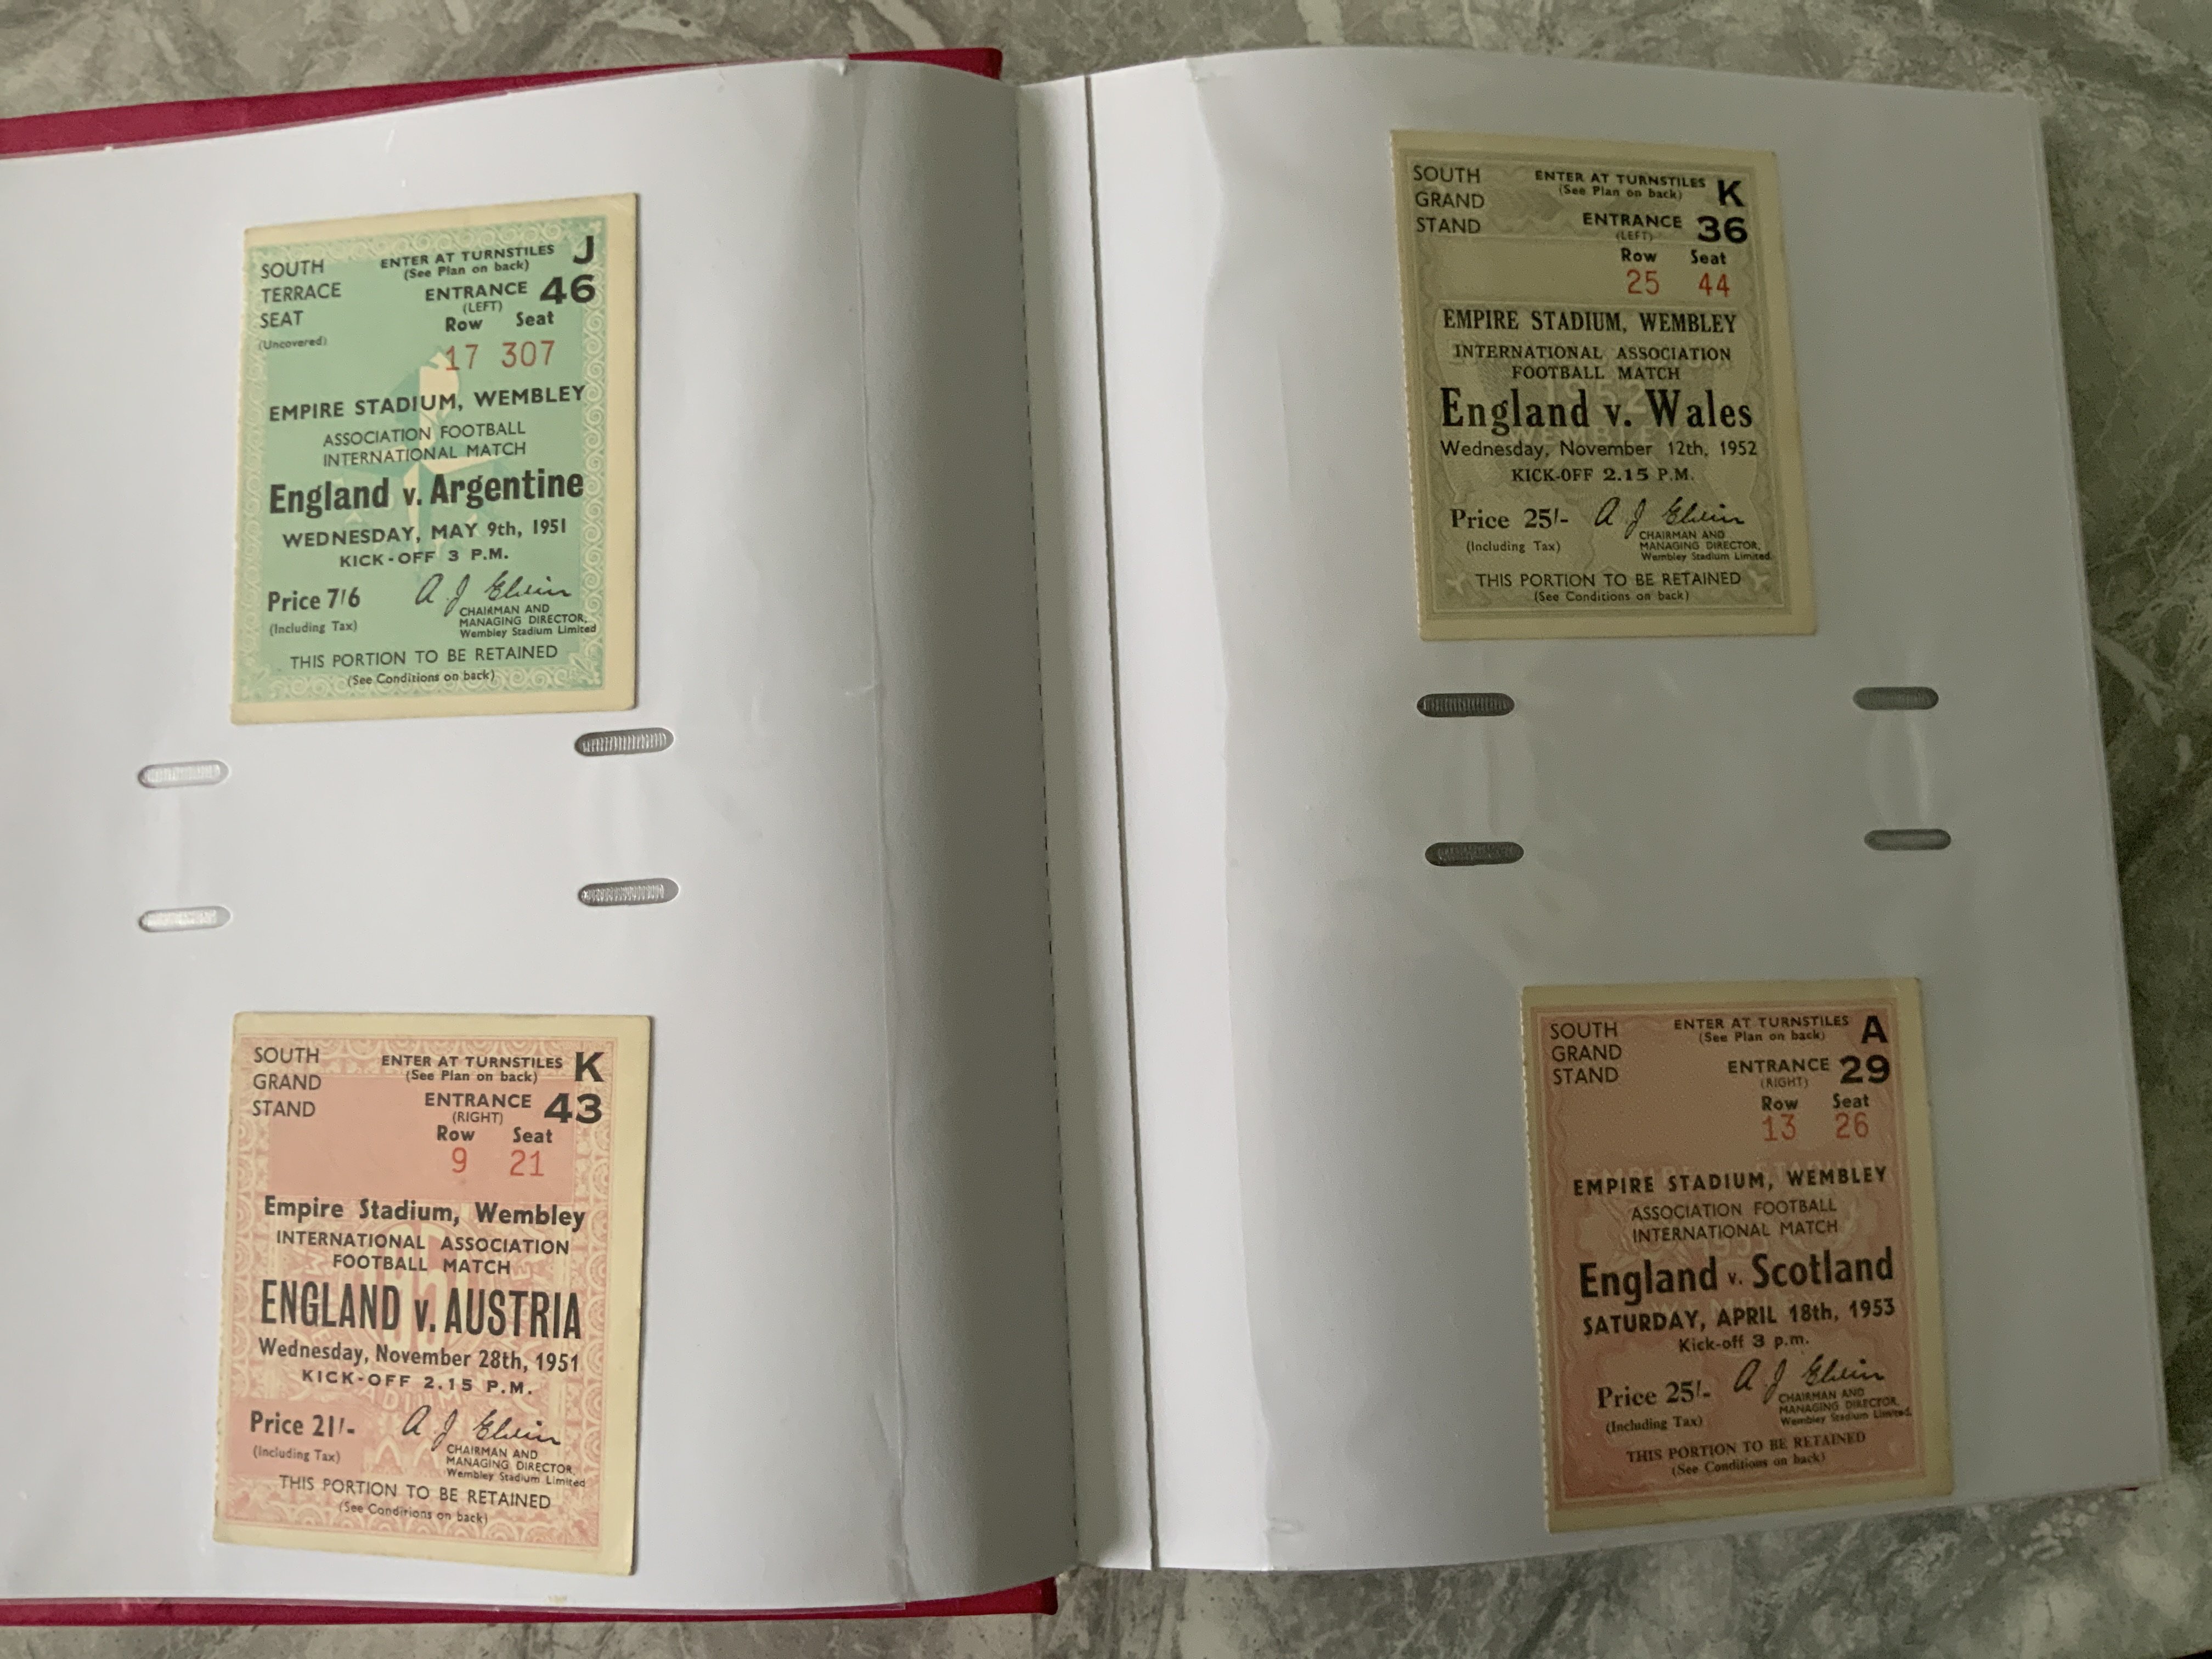 SOUTH
TERRACE
SEAT
(Uncovered)
ENTER AT TURNSTILES J
(See Plan on back)
ENTRANCE 46
(LEFT)
Row Seat
17 307
EMPIRE STADIUM, WEMBLEY
ASSOCIATION FOOTBALL
INTERNATIONAL MATCH
England v. Argentine
WEDNESDAY, MAY 9th, 1951
KICK-OFF 3 P.M.
Price 7/6
(Including Tax)
A J Elvin
CHAIRMAN AND
MANAGING DIRECTOR,
Wembley Stadium Limited
THIS PORTION TO BE RETAINED
(See Conditions on back)
SOUTH
GRAND
STAND
ENTER AT TURNSTILES K
(See Plan on back)
ENTRANCE 43
(RIGHT)
Row Seat
9 21
Empire Stadium, Wembley
INTERNATIONAL ASSOCIATION
FOOTBALL MATCH
ENGLAND v. AUSTRIA
Wednesday, November 28th, 1951
KICK-OFF 2.15 P.M.
Price 21/-
(Including Tax)
A J Elvin
CHAIRMAN AND
MANAGING DIRECTOR,
Wembley Stadium Limited
THIS PORTION TO BE RETAINED
(See Conditions on back)
SOUTH
GRAND
STAND
ENTER AT TURNSTILES K
(See Plan on back)
ENTRANCE 36
(LEFT)
Row Seat
25 44
EMPIRE STADIUM, WEMBLEY
INTERNATIONAL ASSOCIATION
FOOTBALL MATCH
England v. Wales
Wednesday, November 12th, 1952
KICK-OFF 2.15 P.M.
Price 25/-
(Including Tax)
A J Elvin
CHAIRMAN AND
MANAGING DIRECTOR,
Wembley Stadium Limited
THIS PORTION TO BE RETAINED
(See Conditions on back)
SOUTH
GRAND
STAND
ENTER AT TURNSTILES A
(See Plan on back)
ENTRANCE 29
(RIGHT)
Row Seat
13 26
EMPIRE STADIUM, WEMBLEY
ASSOCIATION FOOTBALL
INTERNATIONAL MATCH
England v. Scotland
SATURDAY, APRIL 18th, 1953
Kick-off 3 p.m.
Price 25/-
(Including Tax)
A J Elvin
CHAIRMAN AND
MANAGING DIRECTOR,
Wembley Stadium Limited
THIS PORTION TO BE RETAINED
(See Conditions on back)